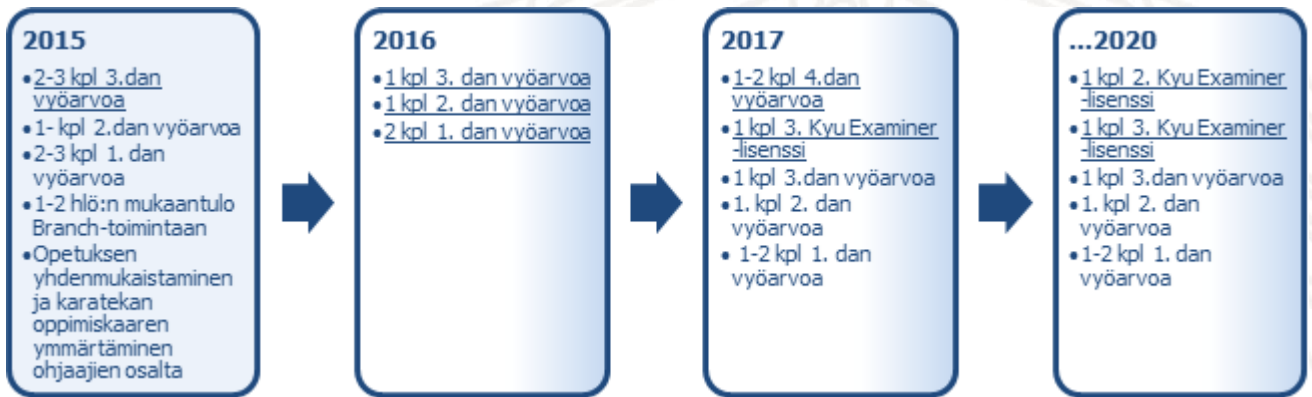 2015
•2-3 kpl 3.dan
vyöarvoa
•1- kpl 2.dan vyöarvoa
•2-3 kpl 1. dan
vyöarvoa
•1-2 hlö:n mukaantulo
Branch-toimintaan
•Opetuksen
yhdenmukaistaminen
ja karatekan
oppimiskaaren
ymmärtäminen
ohjaajien osalta
2016
•1 kpl 3. dan vyöarvoa
•1 kpl 2. dan vyöarvoa
•2 kpl 1. dan vyöarvoa
2017
•1-2 kpl 4.dan
vyöarvoa
•1 kpl 3. Kyu Examiner
-lisenssi
•1 kpl 3.dan vyöarvoa
•1. kpl 2. dan
vyöarvoa
• 1-2 kpl 1. dan
vyöarvoa
...2020
•1 kpl 2. Kyu Examiner
-lisenssi
•1 kpl 3. Kyu Examiner
-lisenssi
•1 kpl 3.dan vyöarvoa
•1. kpl 2. dan
vyöarvoa
•1-2 kpl 1. dan
vyöarvoa